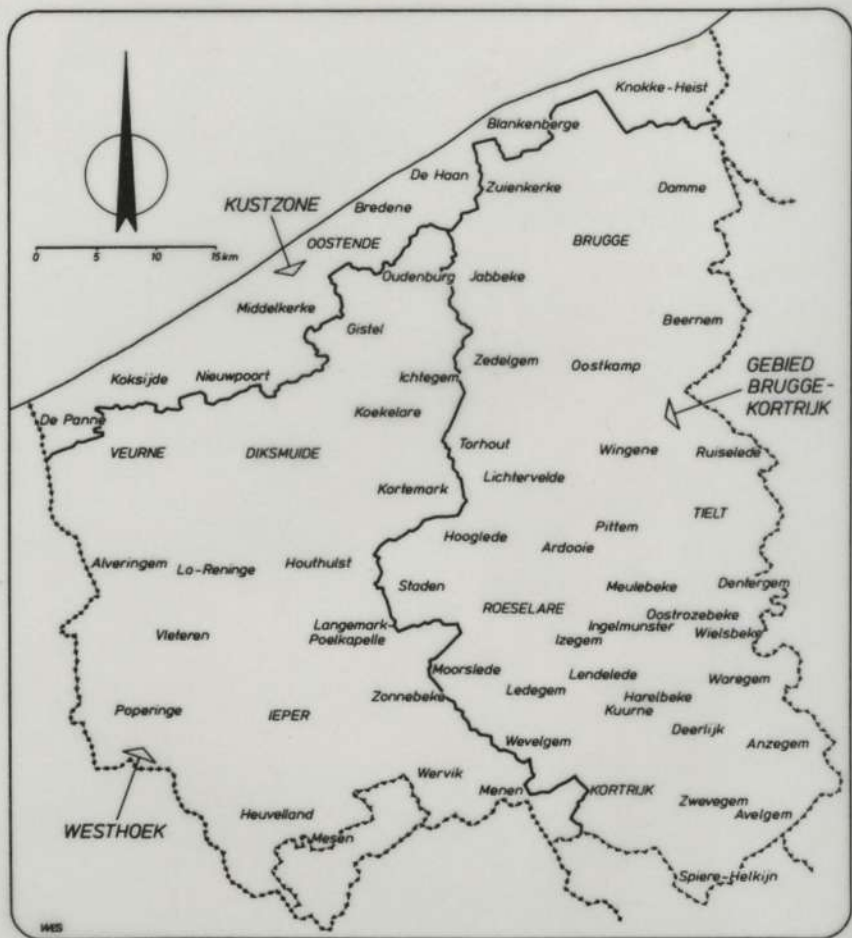 Knokke-Heist
Blankenberge
De Haan
Zuienkerke
Damme
KUSTZONE
Bredene
OOSTENDE
BRUGGE
0 5 10 15 km
Oudenburg
Jabbeke
Middelkerke
Gistel
Beernem
Zedelgem
Oostkamp
GEBIED
BRUGGE-
KORTRIJK
Koksijde
Nieuwpoort
Ichtegem
De Panne
Koekelare
VEURNE
DIKSMUIDE
Torhout
Wingene
Ruiselede
Lichtervelde
Kortemark
TIELT
Pittem
Hooglede
Ardooie
Alveringem
Lo-Reninge
Houthulst
Staden
Meulebeke
Dentergem
ROESELARE
Oostrozebeke
Langemark-
Poelkapelle
Ingelmunster
Wielsbeke
Vleteren
Izegem
Moorslede
Lendelede
Waregem
Zonnebeke
Ledegem
Harelbeke
Poperinge
IEPER
Kuurne
Deerlijk
Wevelgem
Anzegem
Wervik
Menen
KORTRIJK
Zwevegem
Avelgem
WESTHOEK
Heuvelland
Mesen
Spiere-Helkijn